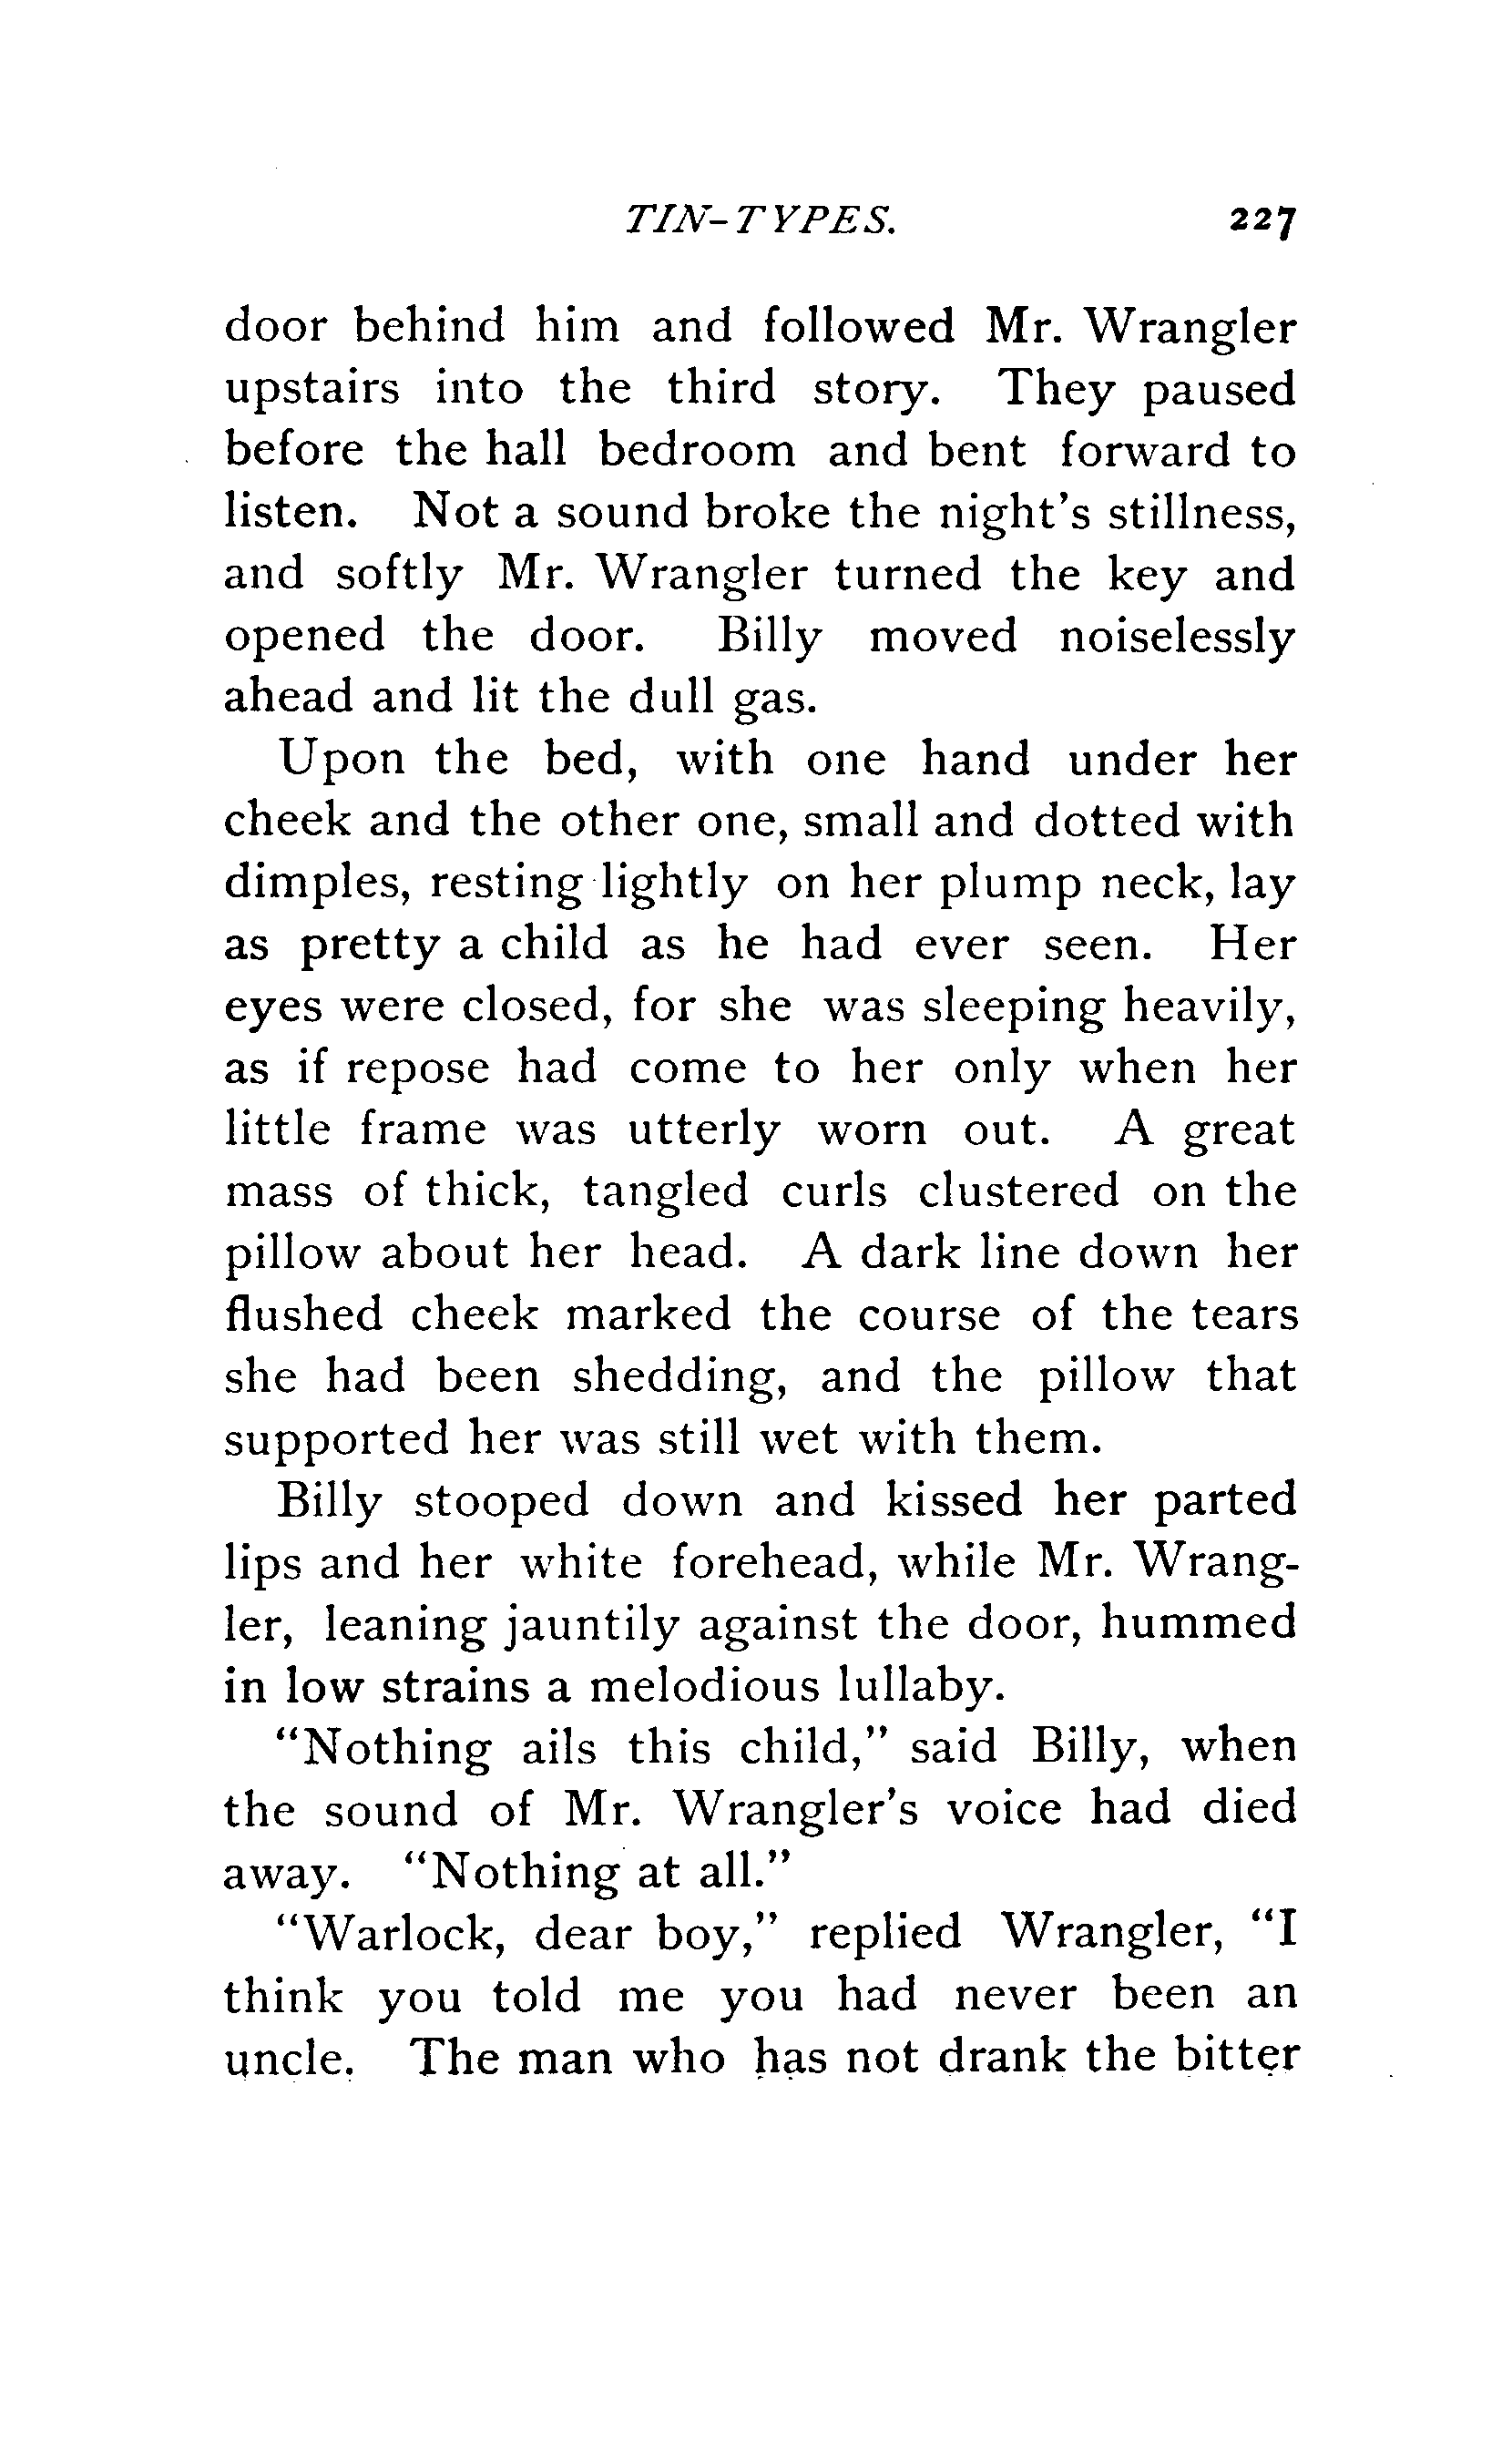 TIN-TYPES. 227
door behind him and followed Mr. Wrangler
upstairs into the third story. They paused
before the hall bedroom and bent forward to
listen. Not a sound broke the night's stillness,
and softly Mr. Wrangler turned the key and
opened the door. Billy moved noiselessly
ahead and lit the dull gas.
Upon the bed, with one hand under her
cheek and the other one, small and dotted with
dimples, resting lightly on her plump neck, lay
as pretty a child as he had ever seen. Her
eyes were closed, for she was sleeping heavily,
as if repose had come to her only when her
little frame was utterly worn out. A great
mass of thick, tangled curls clustered on the
pillow about her head. A dark line down her
flushed cheek marked the course of the tears
she had been shedding, and the pillow that
supported her was still wet with them.
Billy stooped down and kissed her parted
lips and her white forehead, while Mr. Wrang-
ler, leaning jauntily against the door, hummed
in low strains a melodious lullaby.
"Nothing ails this child," said Billy, when
the sound of Mr. Wrangler's voice had died
away. "Nothing at all."
"Warlock, dear boy," replied Wrangler, "I
think you told me you had never been an
uncle. The man who has not drank the bitter